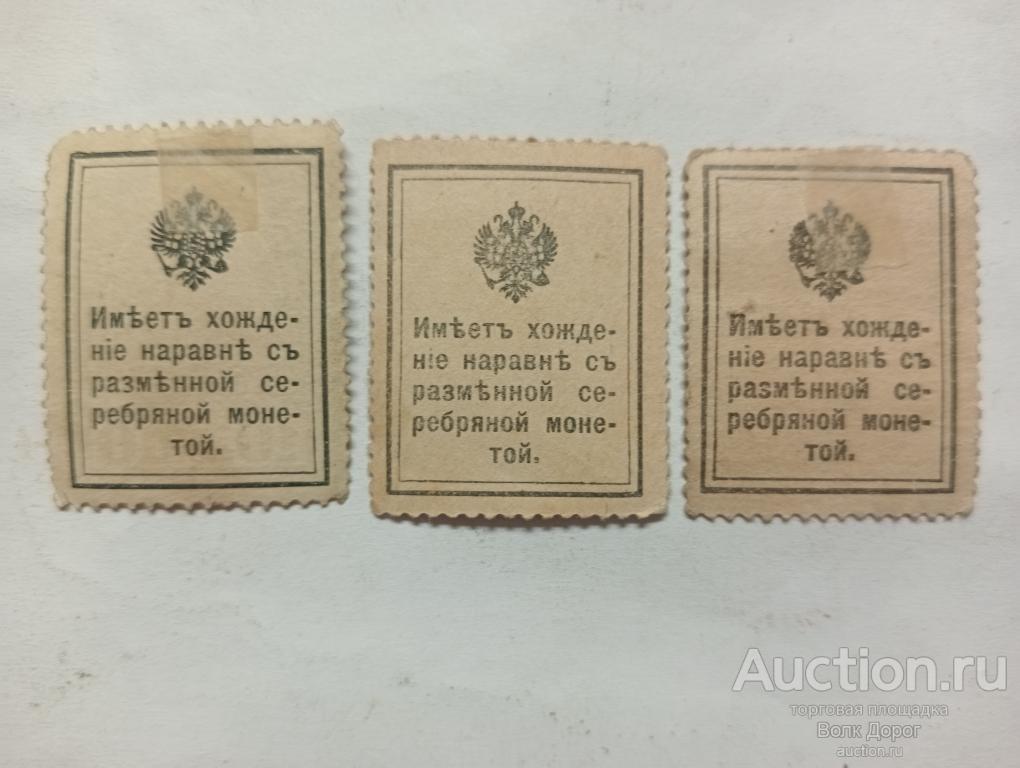 Имѣетъ хожде-
ніе наравнѣ съ
размѣнной се-
ребряной моне-
той.
Имѣетъ хожде-
ніе наравнѣ съ
размѣнной се-
ребряной моне-
той.
Имѣетъ хожде-
ніе наравнѣ съ
размѣнной се-
ребряной моне-
той.
Auction.ru
торговая площадка
Волк Дорог
auction.ru